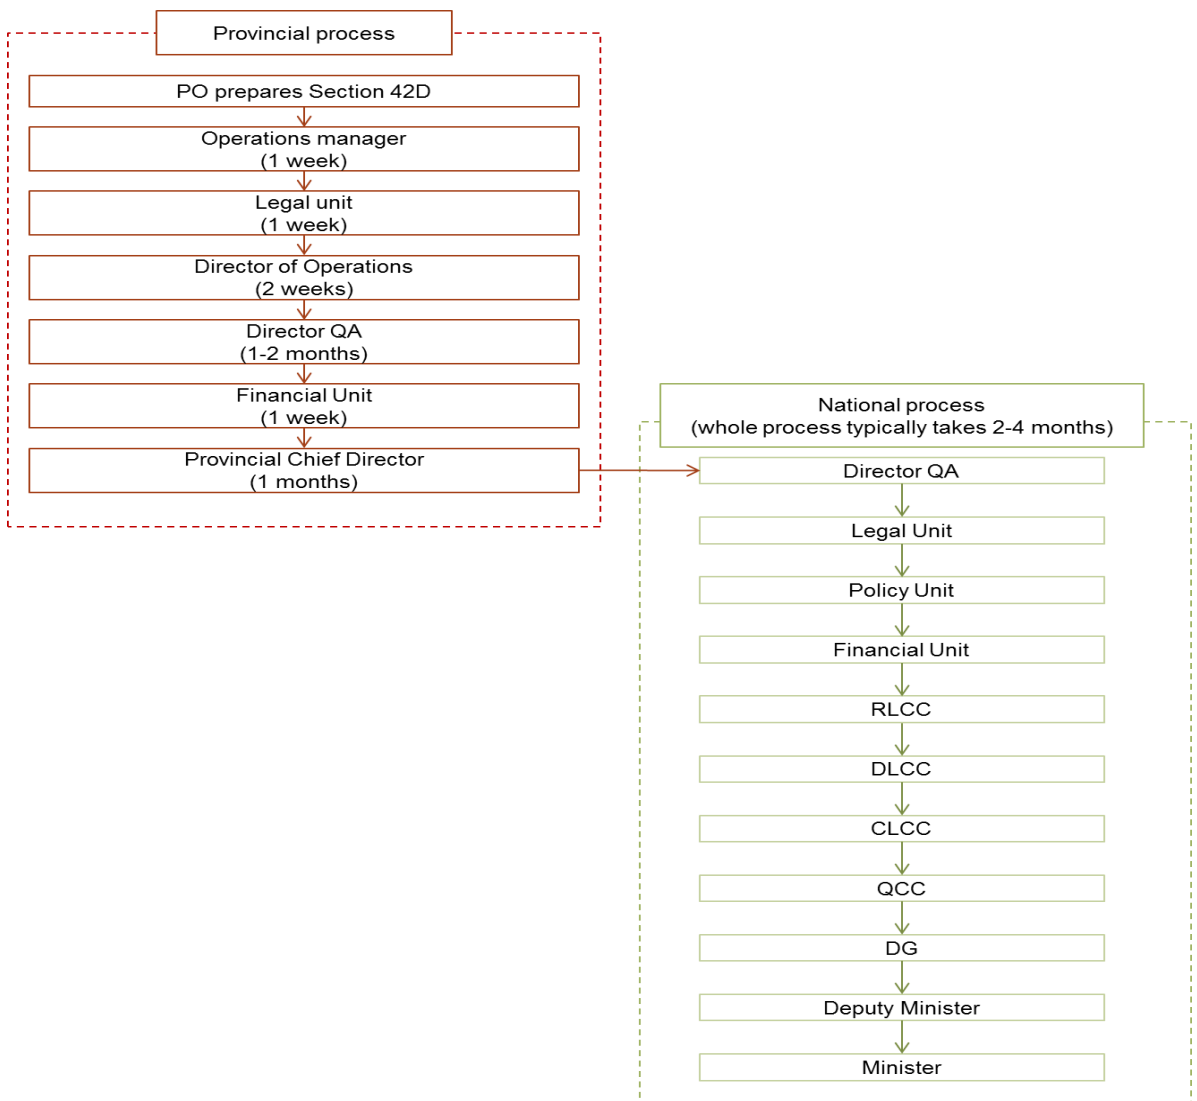 Provincial process
PO prepares Section 42D
Operations manager
(1 week)
Legal unit
(1 week)
Director of Operations
(2 weeks)
Director QA
(1-2 months)
Financial Unit
(1 week)
Provincial Chief Director
(1 months)
National process
(whole process typically takes 2-4 months)
Director QA
Legal Unit
Policy Unit
Financial Unit
RLCC
DLCC
CLCC
QCC
DG
Deputy Minister
Minister